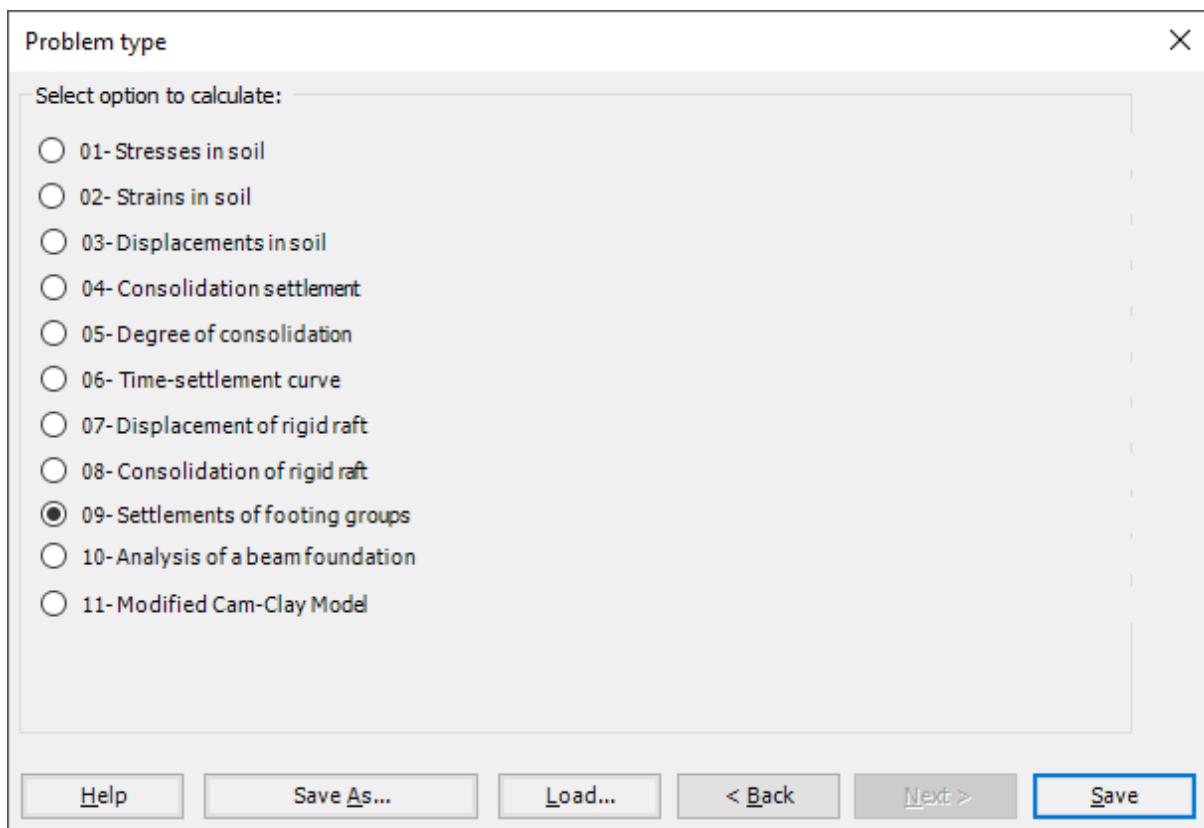 Problem type
Select option to calculate:
01- Stresses in soil
02- Strains in soil
03- Displacements in soil
04- Consolidation settlement
05- Degree of consolidation
06- Time-settlement curve
07- Displacement of rigid raft
08- Consolidation of rigid raft
09- Settlements of footing groups
10- Analysis of a beam foundation
11- Modified Cam-Clay Model
Help Save As... Load... < Back Next > Save